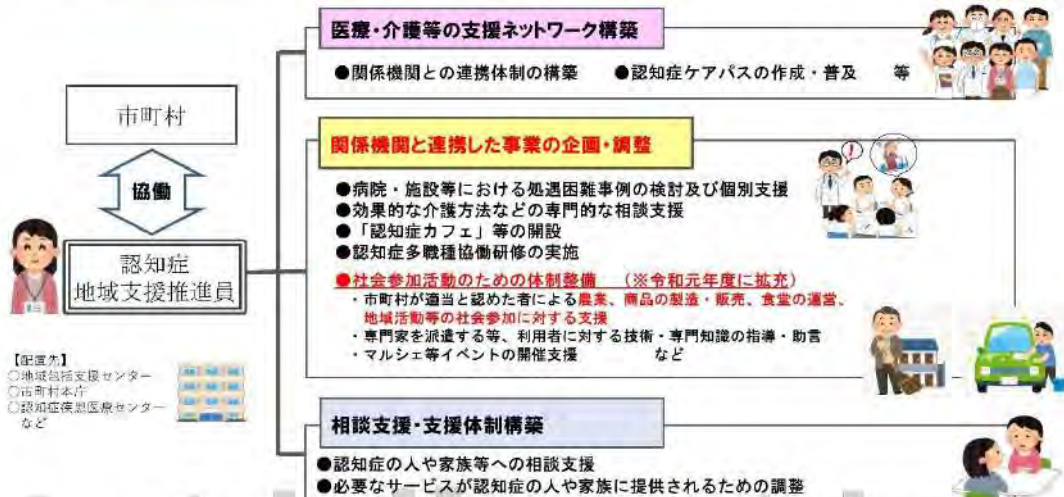 医療・介護等の支援ネットワーク構築
●関係機関との連携体制の構築 ●認知症ケアパスの作成・普及 等
市町村
協働
認知症
地域支援推進員
【配置先】
○地域包括支援センター
○市町村本庁
○認知症疾患医療センター
など
関係機関と連携した事業の企画・調整
●病院・施設等における処遇困難事例の検討及び個別支援
●効果的な介護方法などの専門的な相談支援
●「認知症カフェ」等の開設
●認知症多職種協働研修の実施
●社会参加活動のための体制整備 (※令和元年度に拡充)
・市町村が適当と認めた者による農業、商品の製造・販売、食堂の運営、
地域活動等の社会参加に対する支援
・専門家を派遣する等、利用者に対する技術・専門知識の指導・助言
・マルシェ等イベントの開催支援 など
!
相談支援・支援体制構築
●認知症の人や家族等への相談支援
●必要なサービスが認知症の人や家族に提供されるための調整